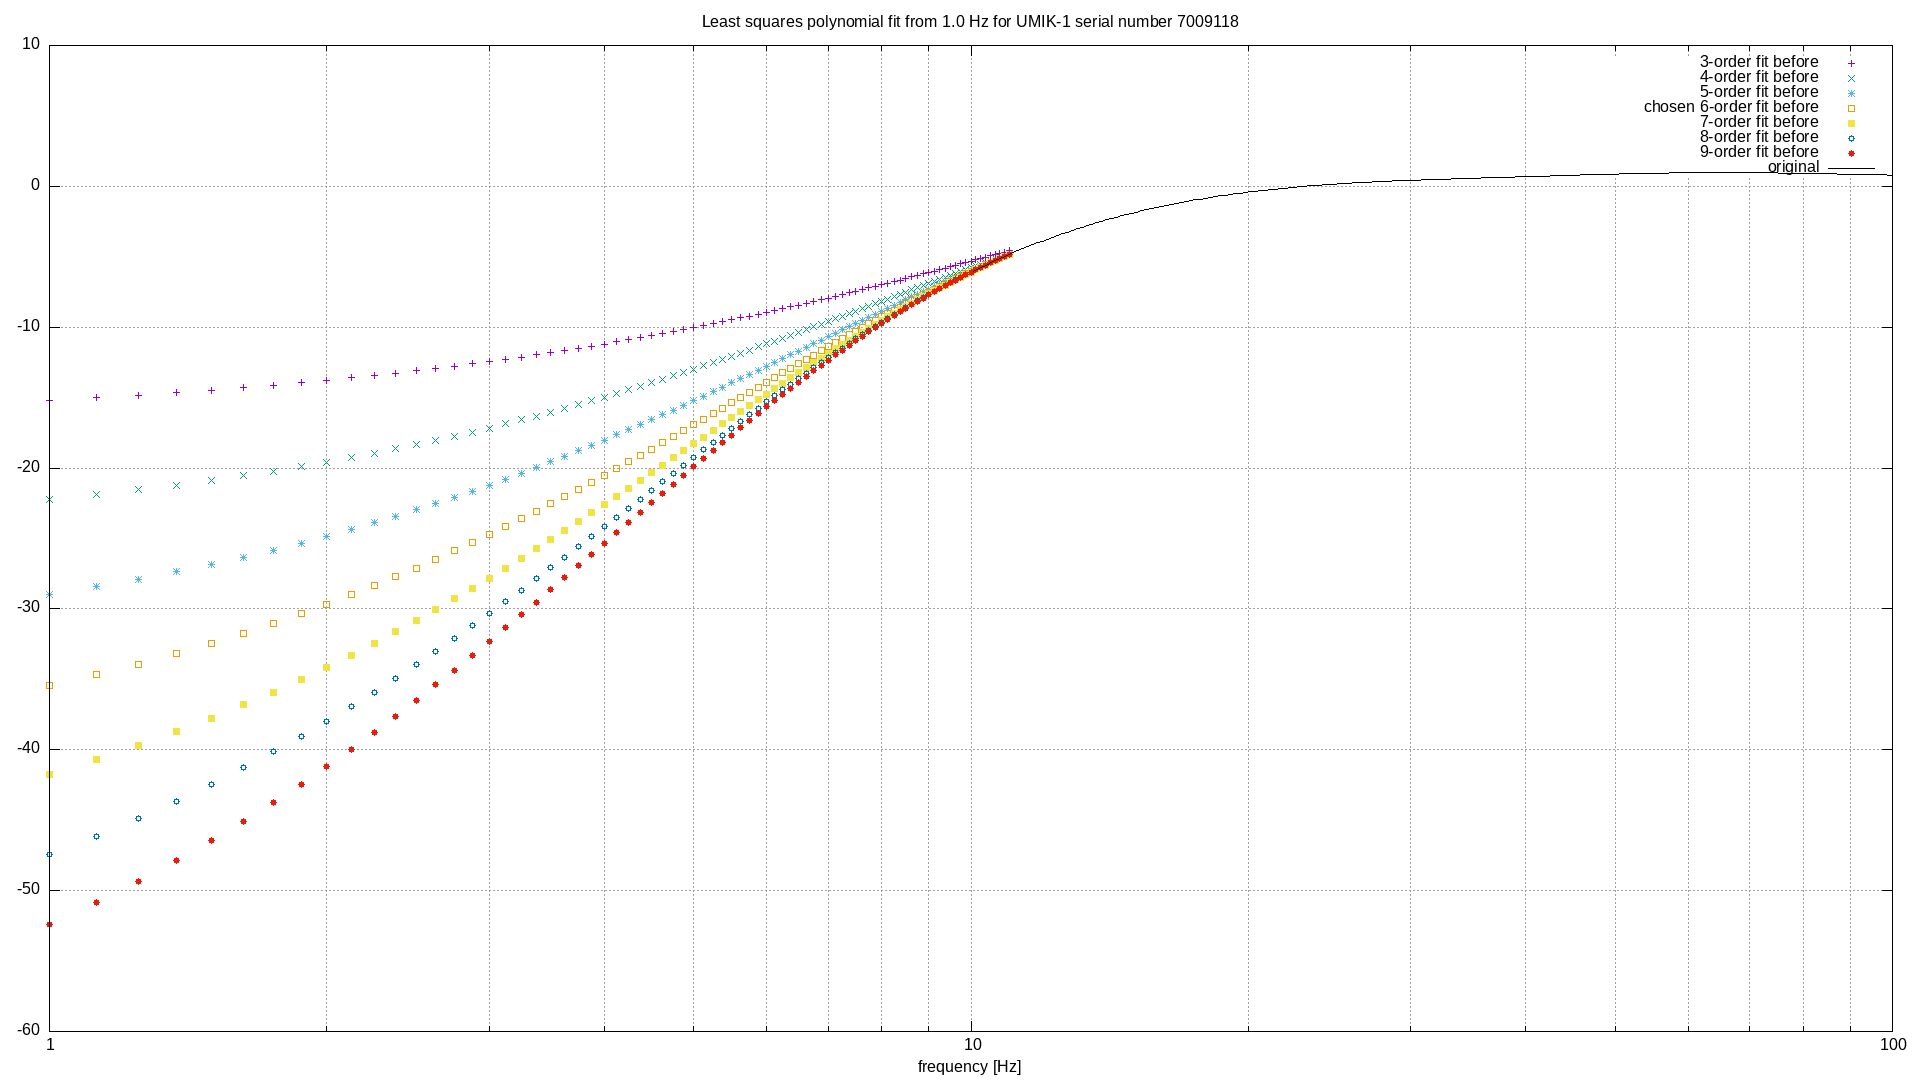 Least squares polynomial fit from 1.0 Hz for UMIK-1 serial number 7009118
10
0
-10
-20
-30
-40
-50
-60
3-order fit before
4-order fit before
5-order fit before
chosen 6-order fit before
7-order fit before
8-order fit before
9-order fit before
original
1
10
100
frequency [Hz]